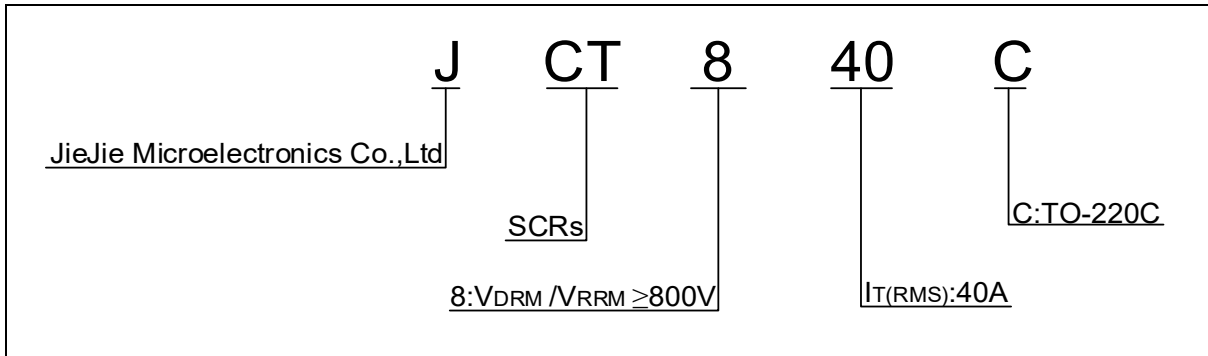 J CT 8 40 C
JieJie Microelectronics Co.,Ltd
C:TO-220C
SCRs
8:VDRM /VRRM ≥800V
IT(RMS):40A